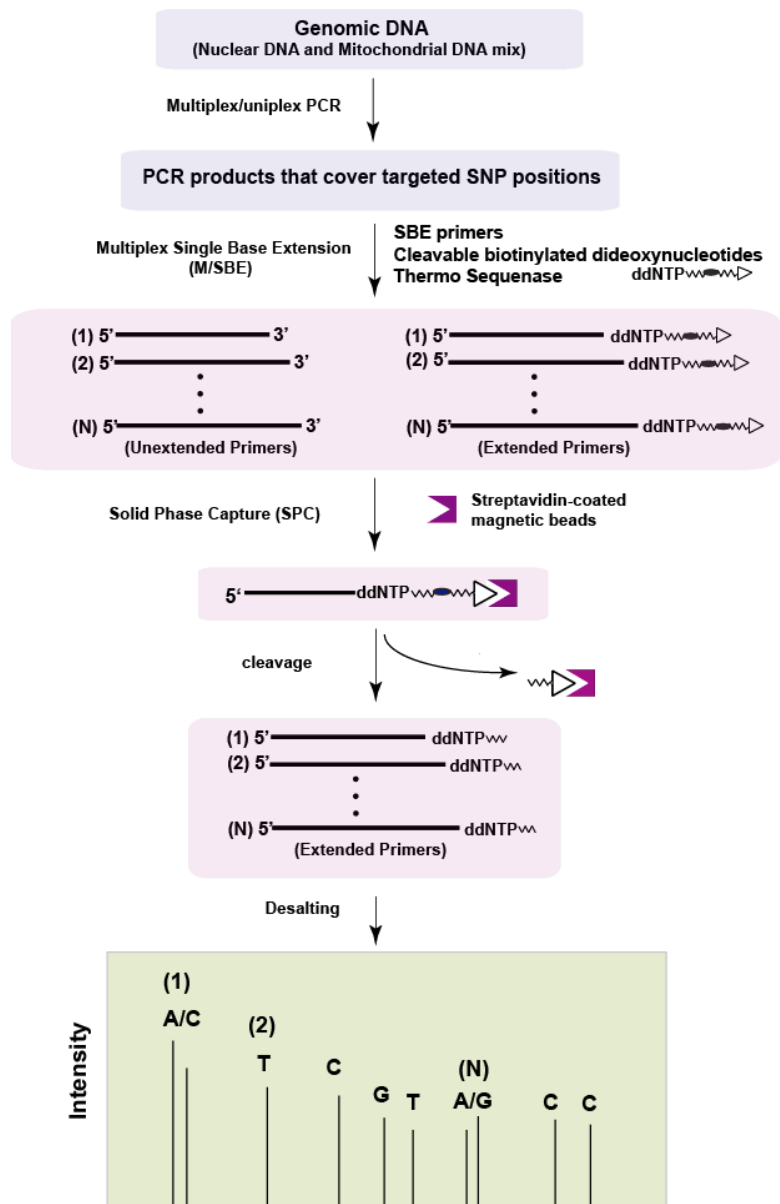 Genomic DNA
(Nuclear DNA and Mitochondrial DNA mix)
Multiplex/uniplex PCR
PCR products that cover targeted SNP positions
Multiplex Single Base Extension
(M/SBE)
SBE primers
Cleavable biotinylated dideoxynucleotides
Thermo Sequenase ddNTP
(1) 5’ 3’
(2) 5’ 3’
(N) 5’ 3’
(Unextended Primers)
(1) 5’ ddNTP
(2) 5’ ddNTP
(N) 5’ ddNTP
(Extended Primers)
Solid Phase Capture (SPC)
Streptavidin-coated
magnetic beads
5‘ ddNTP
cleavage
(1) 5’ ddNTP
(2) 5’ ddNTP
(N) 5’ ddNTP
(Extended Primers)
Desalting
Intensity
(1)
A/C
(2)
T
C
G
T
(N)
A/G
C
C